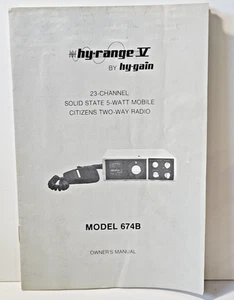 hy-range V
BY hy-gain
23-CHANNEL
SOLID STATE 5-WATT MOBILE
CITIZENS TWO-WAY RADIO
MODEL 674B
OWNER'S MANUAL